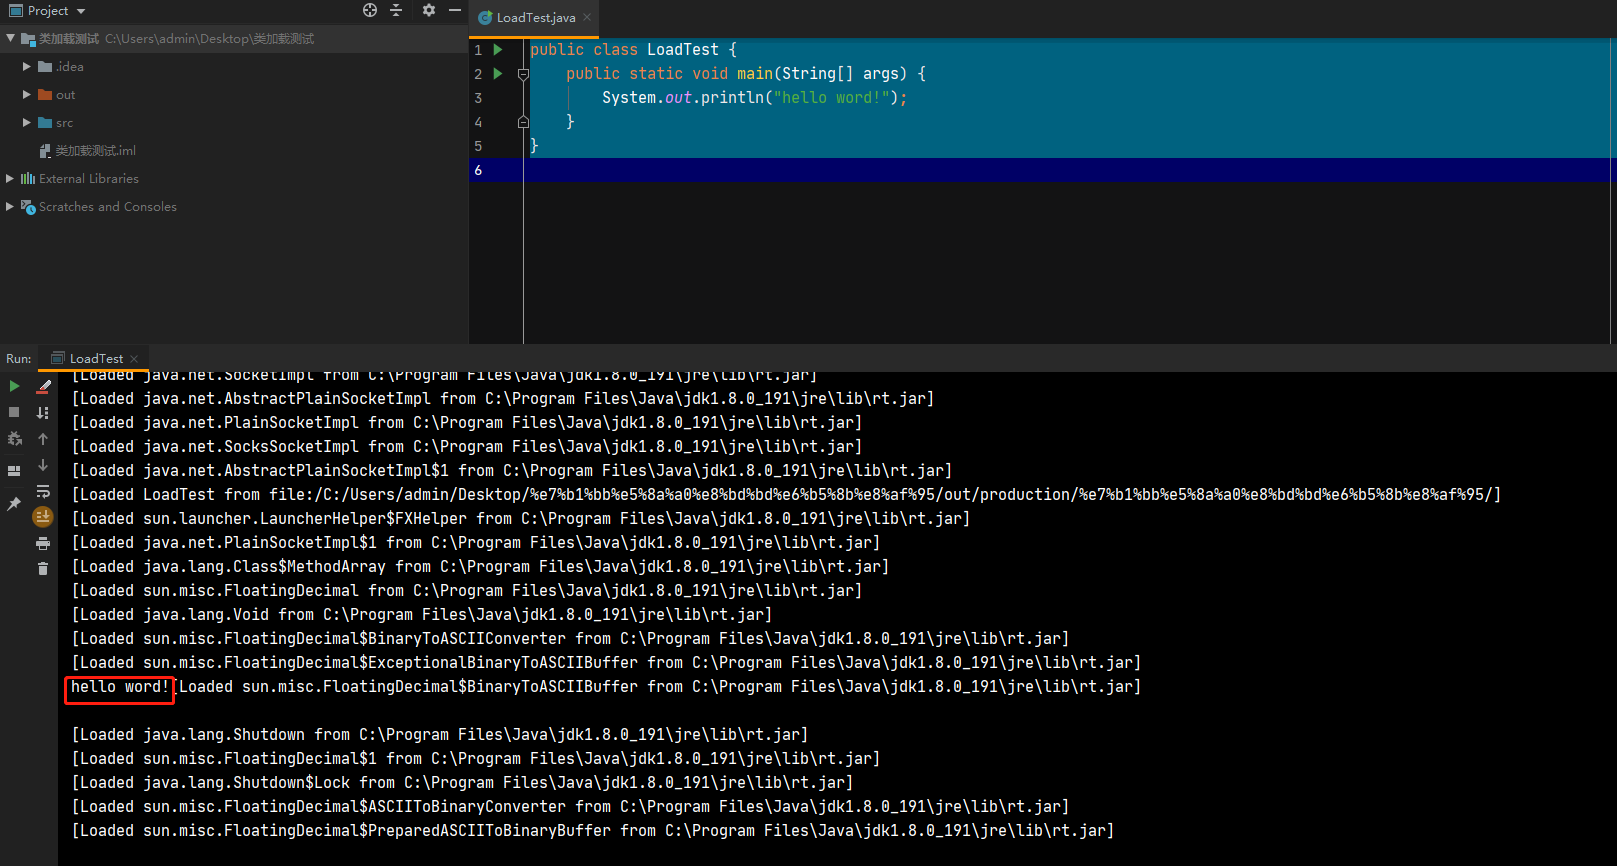 Project
类加载测试 C:\Users\admin\Desktop\类加载测试
.idea
out
src
类加载测试.iml
External Libraries
Scratches and Consoles
LoadTest.java
1 public class LoadTest {
2 public static void main(String[] args) {
3 System.out.println("hello word!");
4 }
5 }
6
Run: LoadTest
[Loaded java.net.SocketImpl from C:\Program Files\Java\jdk1.8.0_191\jre\lib\rt.jar]
[Loaded java.net.AbstractPlainSocketImpl from C:\Program Files\Java\jdk1.8.0_191\jre\lib\rt.jar]
[Loaded java.net.PlainSocketImpl from C:\Program Files\Java\jdk1.8.0_191\jre\lib\rt.jar]
[Loaded java.net.SocksSocketImpl from C:\Program Files\Java\jdk1.8.0_191\jre\lib\rt.jar]
[Loaded java.net.AbstractPlainSocketImpl$1 from C:\Program Files\Java\jdk1.8.0_191\jre\lib\rt.jar]
[Loaded LoadTest from file:/C:/Users/admin/Desktop/%e7%b1%bb%e5%8a%a0%e8%bd%bd%e6%b5%8b%e8%af%95/out/production/%e7%b1%bb%e5%8a%a0%e8%bd%bd%e6%b5%8b%e8%af%95/]
[Loaded sun.launcher.LauncherHelper$FXHelper from C:\Program Files\Java\jdk1.8.0_191\jre\lib\rt.jar]
[Loaded java.net.PlainSocketImpl$1 from C:\Program Files\Java\jdk1.8.0_191\jre\lib\rt.jar]
[Loaded java.lang.Class$MethodArray from C:\Program Files\Java\jdk1.8.0_191\jre\lib\rt.jar]
[Loaded sun.misc.FloatingDecimal from C:\Program Files\Java\jdk1.8.0_191\jre\lib\rt.jar]
[Loaded java.lang.Void from C:\Program Files\Java\jdk1.8.0_191\jre\lib\rt.jar]
[Loaded sun.misc.FloatingDecimal$BinaryToASCIIConverter from C:\Program Files\Java\jdk1.8.0_191\jre\lib\rt.jar]
[Loaded sun.misc.FloatingDecimal$ExceptionalBinaryToASCIIBuffer from C:\Program Files\Java\jdk1.8.0_191\jre\lib\rt.jar]
hello word![Loaded sun.misc.FloatingDecimal$BinaryToASCIIBuffer from C:\Program Files\Java\jdk1.8.0_191\jre\lib\rt.jar]
[Loaded java.lang.Shutdown from C:\Program Files\Java\jdk1.8.0_191\jre\lib\rt.jar]
[Loaded sun.misc.FloatingDecimal$1 from C:\Program Files\Java\jdk1.8.0_191\jre\lib\rt.jar]
[Loaded java.lang.Shutdown$Lock from C:\Program Files\Java\jdk1.8.0_191\jre\lib\rt.jar]
[Loaded sun.misc.FloatingDecimal$ASCIIToBinaryConverter from C:\Program Files\Java\jdk1.8.0_191\jre\lib\rt.jar]
[Loaded sun.misc.FloatingDecimal$PreparedASCIIToBinaryBuffer from C:\Program Files\Java\jdk1.8.0_191\jre\lib\rt.jar]